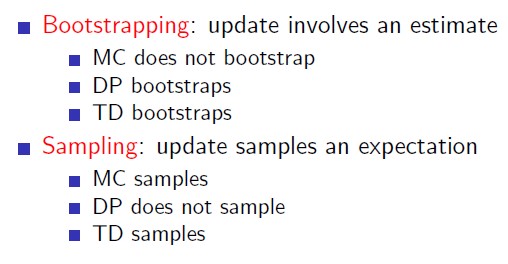 Bootstrapping: update involves an estimate
MC does not bootstrap
DP bootstraps
TD bootstraps
Sampling: update samples an expectation
MC samples
DP does not sample
TD samples